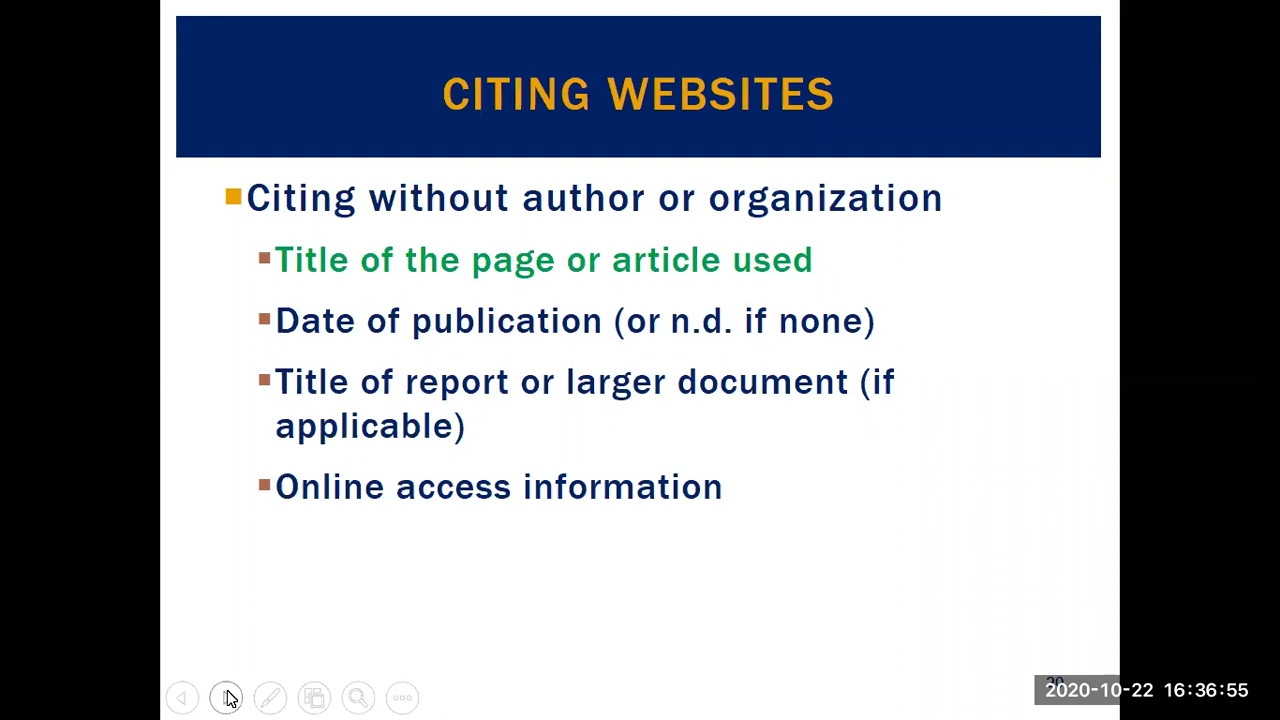 CITING WEBSITES
Citing without author or organization
Title of the page or article used
Date of publication (or n.d. if none)
Title of report or larger document (if
applicable)
Online access information
2020-10-22 16:36:55